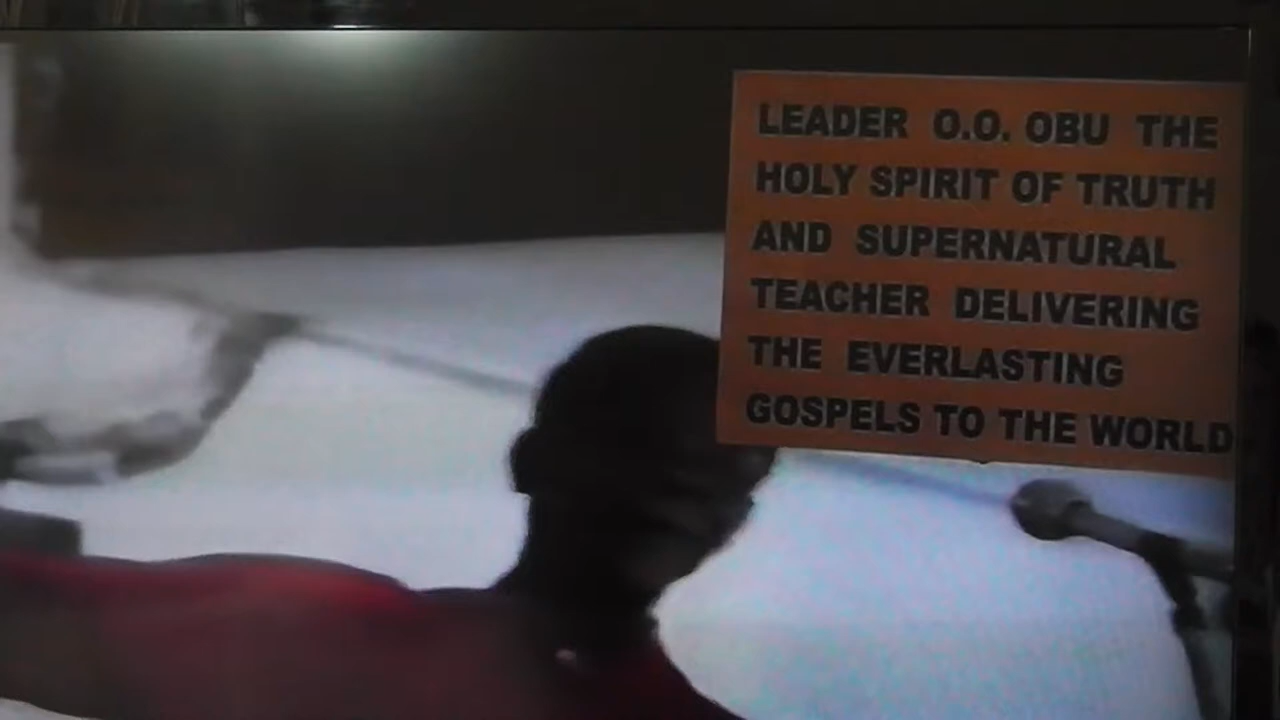 LEADER O.O. OBU THE
HOLY SPIRIT OF TRUTH
AND SUPERNATURAL
TEACHER DELIVERING
THE EVERLASTING
GOSPELS TO THE WORLD